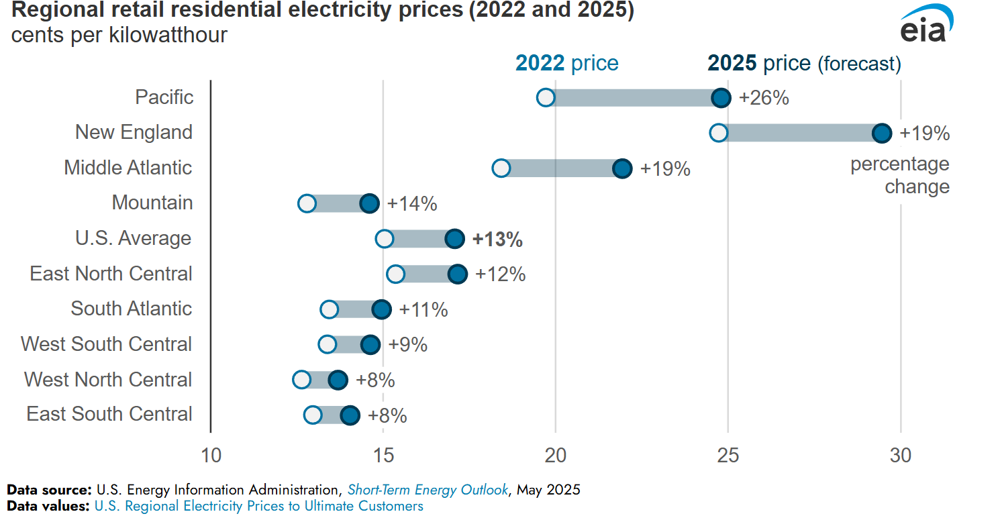 Regional retail residential electricity prices (2022 and 2025)
cents per kilowatthour
eia
2022 price
2025 price (forecast)
Pacific
+26%
New England
+19%
percentage
change
Middle Atlantic
+19%
Mountain
+14%
U.S. Average
+13%
East North Central
+12%
South Atlantic
+11%
West South Central
+9%
West North Central
+8%
East South Central
+8%
10
15
20
25
30
Data source: U.S. Energy Information Administration, Short-Term Energy Outlook, May 2025
Data values: U.S. Regional Electricity Prices to Ultimate Customers